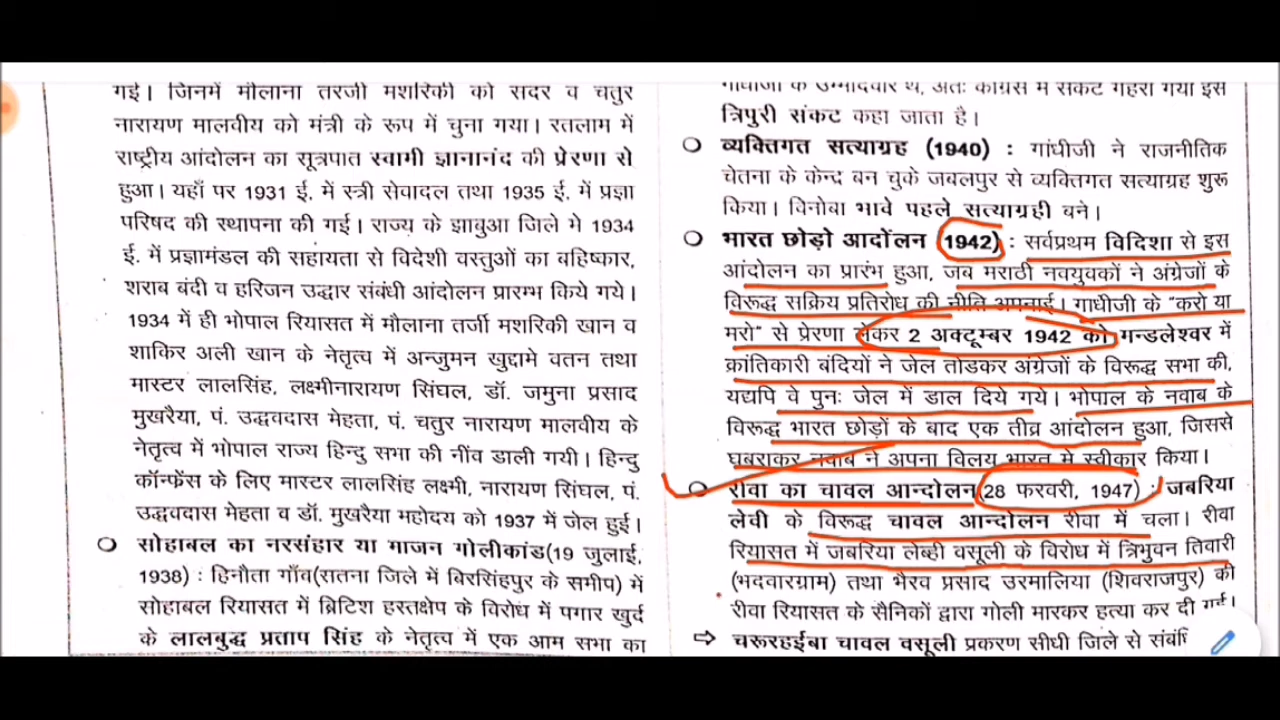 गई। जिनमें मौलाना तरजी मशरिकी को सदर व चतुर
नारायण मालवीय को मंत्री के रूप में चुना गया। रतलाम में
राष्ट्रीय आंदोलन का सूत्रपात स्वामी ज्ञानानंद की प्रेरणा से
हुआ। यहाँ पर 1931 ई. में स्त्री सेवादल तथा 1935 ई. में प्रज्ञा
परिषद की स्थापना की गई। राज्य के झाबुआ जिले मे 1934
ई. में प्रज्ञामंडल की सहायता से विदेशी वस्तुओं का बहिष्कार,
शराब बंदी व हरिजन उद्धार संबंधी आंदोलन प्रारम्भ किये गये।
1934 में ही भोपाल रियासत में मौलाना तर्जी मशरिकी खान व
शाकिर अली खान के नेतृत्व में अन्जुमन खुद्दामे वतन तथा
मास्टर लालसिंह, लक्ष्मीनारायण सिंघल, डॉ. जमुना प्रसाद
मुखरैया, पं. उद्धवदास मेहता, पं. चतुर नारायण मालवीय के
नेतृत्व में भोपाल राज्य हिन्दु सभा की नींव डाली गयी। हिन्दु
कॉन्फ्रेंस के लिए मास्टर लालसिंह लक्ष्मी, नारायण सिंघल, पं.
उद्धवदास मेहता व डॉ. मुखरैया महोदय को 1937 में जेल हुई।
सोहाबल का नरसंहार या माजन गोलीकांड(19 जुलाई,
1938) : हिनौता गाँव(सतना जिले में बिरसिंहपुर के समीप) में
सोहाबल रियासत में ब्रिटिश हस्तक्षेप के विरोध में पगार खुर्द
के लालबुद्ध प्रताप सिंह के नेतृत्व में एक आम सभा का
गांधीजी के उम्मीदवार थे, अतः कांग्रेस में संकट गहरा गया इसे
त्रिपुरी संकट कहा जाता है।
व्यक्तिगत सत्याग्रह (1940) : गांधीजी ने राजनीतिक
चेतना के केन्द बन चुके जबलपुर से व्यक्तिगत सत्याग्रह शुरू
किया। विनोबा भावे पहले सत्याग्रही बने।
भारत छोड़ो आदोंलन (1942) : सर्वप्रथम विदिशा से इस
आंदोलन का प्रारंभ हुआ, जब मराठी नवयुवकों ने अंग्रेजों के
विरूद्ध सक्रिय प्रतिरोध की नीति अपनाई। गांधीजी के “करो या
मरो” से प्रेरणा लेकर 2 अक्टूम्बर 1942 को मन्डलेश्वर में
क्रांतिकारी बंदियों ने जेल तोडकर अंग्रेजों के विरूद्ध सभा की,
यद्यपि वे पुनः जेल में डाल दिये गये। भोपाल के नवाब के
विरूद्ध भारत छोड़ों के बाद एक तीव्र आंदोलन हुआ, जिससे
घबराकर नवाब ने अपना विलय भारत मे स्वीकार किया।
रीवा का चावल आन्दोलन (28 फरवरी, 1947) : जबरिया
लेवी के विरूद्ध चावल आन्दोलन रीवा में चला। रीवा
रियासत में जबरिया लेव्ही वसूली के विरोध में त्रिभुवन तिवारी
(भदवारग्राम) तथा भैरव प्रसाद उरमालिया (शिवराजपुर) की
रीवा रियासत के सैनिकों द्वारा गोली मारकर हत्या कर दी गई।
⇨ चरूरहईबा चावल वसूली प्रकरण सीधी जिले से